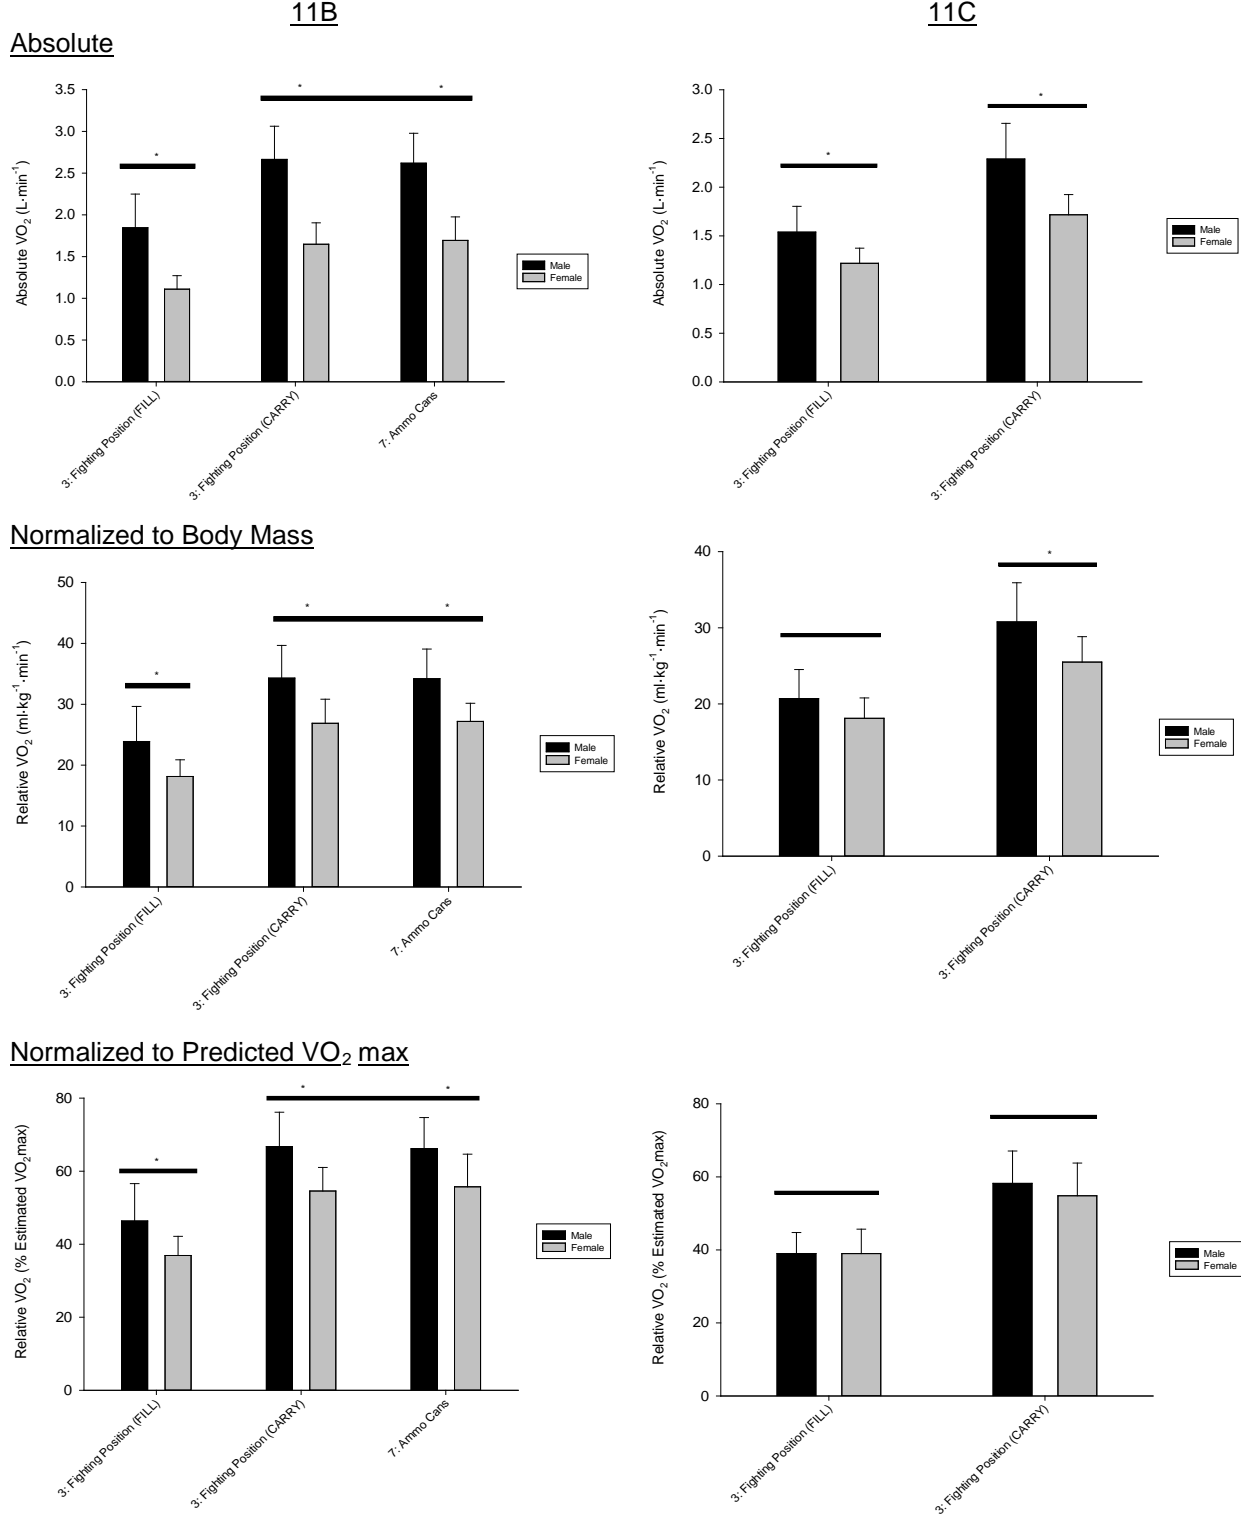 11B
11C
Absolute
3.5
3.0
2.5
2.0
1.5
1.0
0.5
0.0
Absolute VO₂ (L·min⁻¹)
*
*
*
3: Fighting Position (FILL)
3: Fighting Position (CARRY)
7: Ammo Cans
Male
Female
3.0
2.5
2.0
1.5
1.0
0.5
0.0
Absolute VO₂ (L·min⁻¹)
*
*
3: Fighting Position (FILL)
3: Fighting Position (CARRY)
Male
Female
Normalized to Body Mass
50
40
30
20
10
0
Relative VO₂ (ml·kg⁻¹·min⁻¹)
*
*
*
3: Fighting Position (FILL)
3: Fighting Position (CARRY)
7: Ammo Cans
Male
Female
40
30
20
10
0
Relative VO₂ (ml·kg⁻¹·min⁻¹)
*
3: Fighting Position (FILL)
3: Fighting Position (CARRY)
Male
Female
Normalized to Predicted VO₂ max
80
60
40
20
0
Relative VO₂ (% Estimated VO₂max)
*
*
*
3: Fighting Position (FILL)
3: Fighting Position (CARRY)
7: Ammo Cans
Male
Female
80
60
40
20
0
Relative VO₂ (% Estimated VO₂max)
3: Fighting Position (FILL)
3: Fighting Position (CARRY)
Male
Female